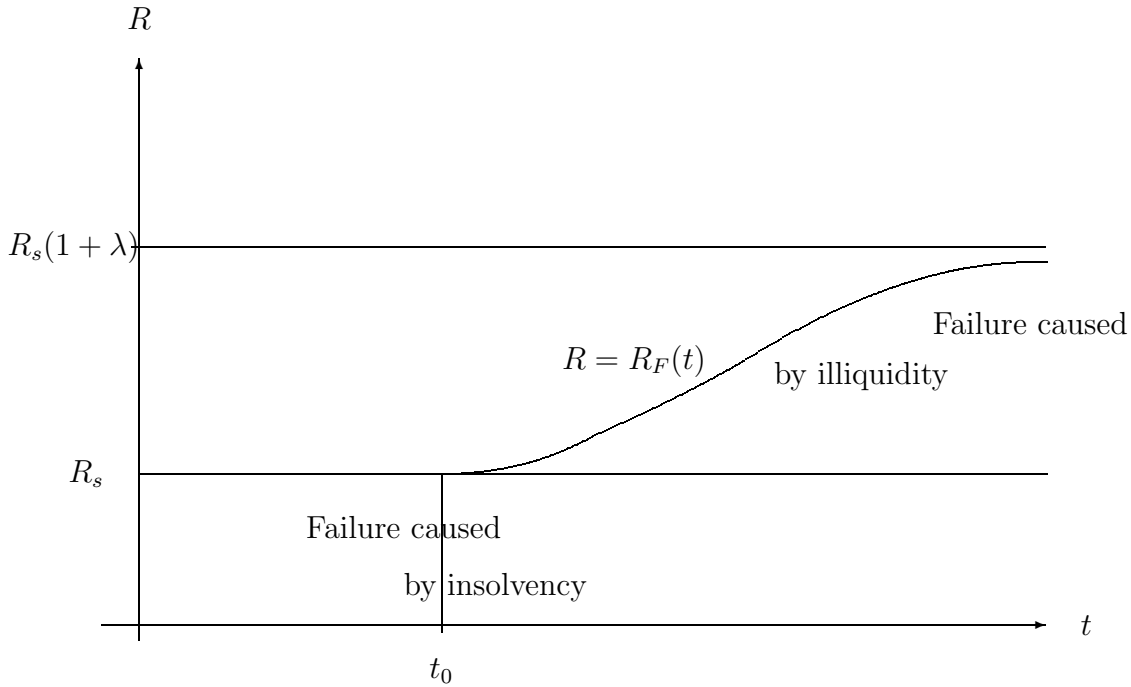 R
R_s(1 + λ)
Failure caused
R = R_F(t)
by illiquidity
R_s
Failure caused
by insolvency
t
t_0